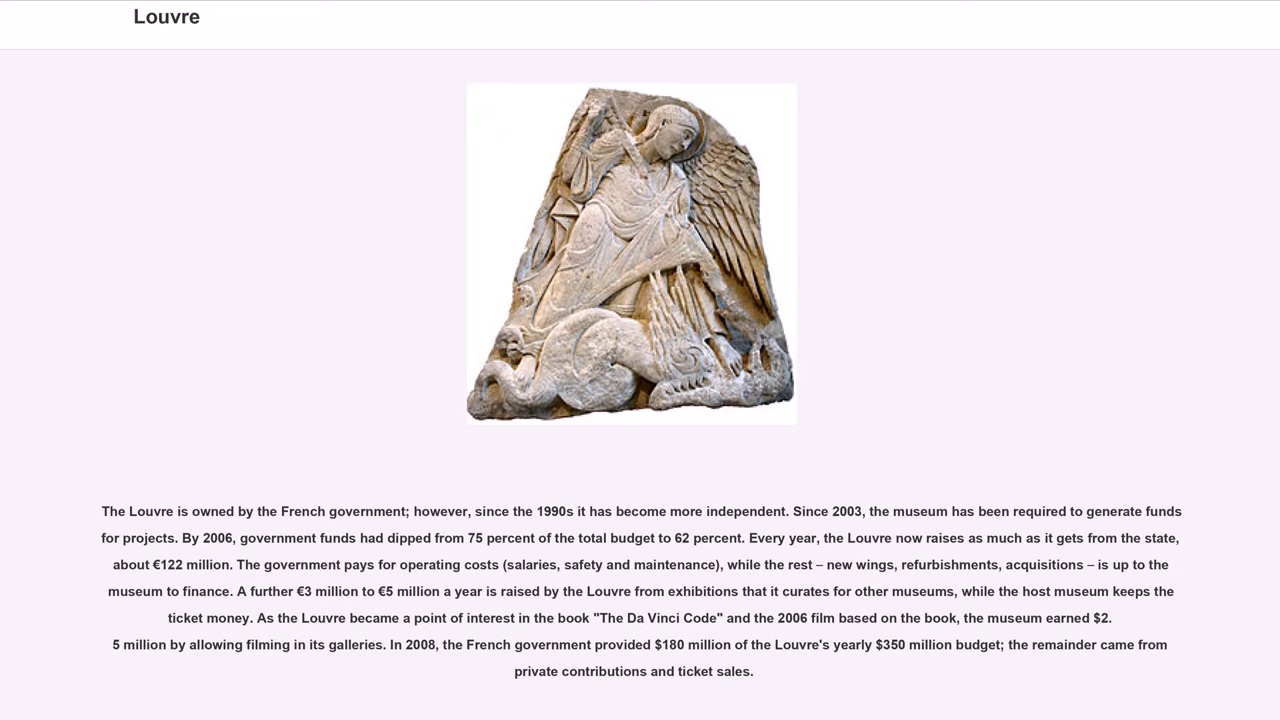 Louvre
The Louvre is owned by the French government; however, since the 1990s it has become more independent. Since 2003, the museum has been required to generate funds
for projects. By 2006, government funds had dipped from 75 percent of the total budget to 62 percent. Every year, the Louvre now raises as much as it gets from the state,
about €122 million. The government pays for operating costs (salaries, safety and maintenance), while the rest – new wings, refurbishments, acquisitions – is up to the
museum to finance. A further €3 million to €5 million a year is raised by the Louvre from exhibitions that it curates for other museums, while the host museum keeps the
ticket money. As the Louvre became a point of interest in the book "The Da Vinci Code" and the 2006 film based on the book, the museum earned $2.
5 million by allowing filming in its galleries. In 2008, the French government provided $180 million of the Louvre's yearly $350 million budget; the remainder came from
private contributions and ticket sales.